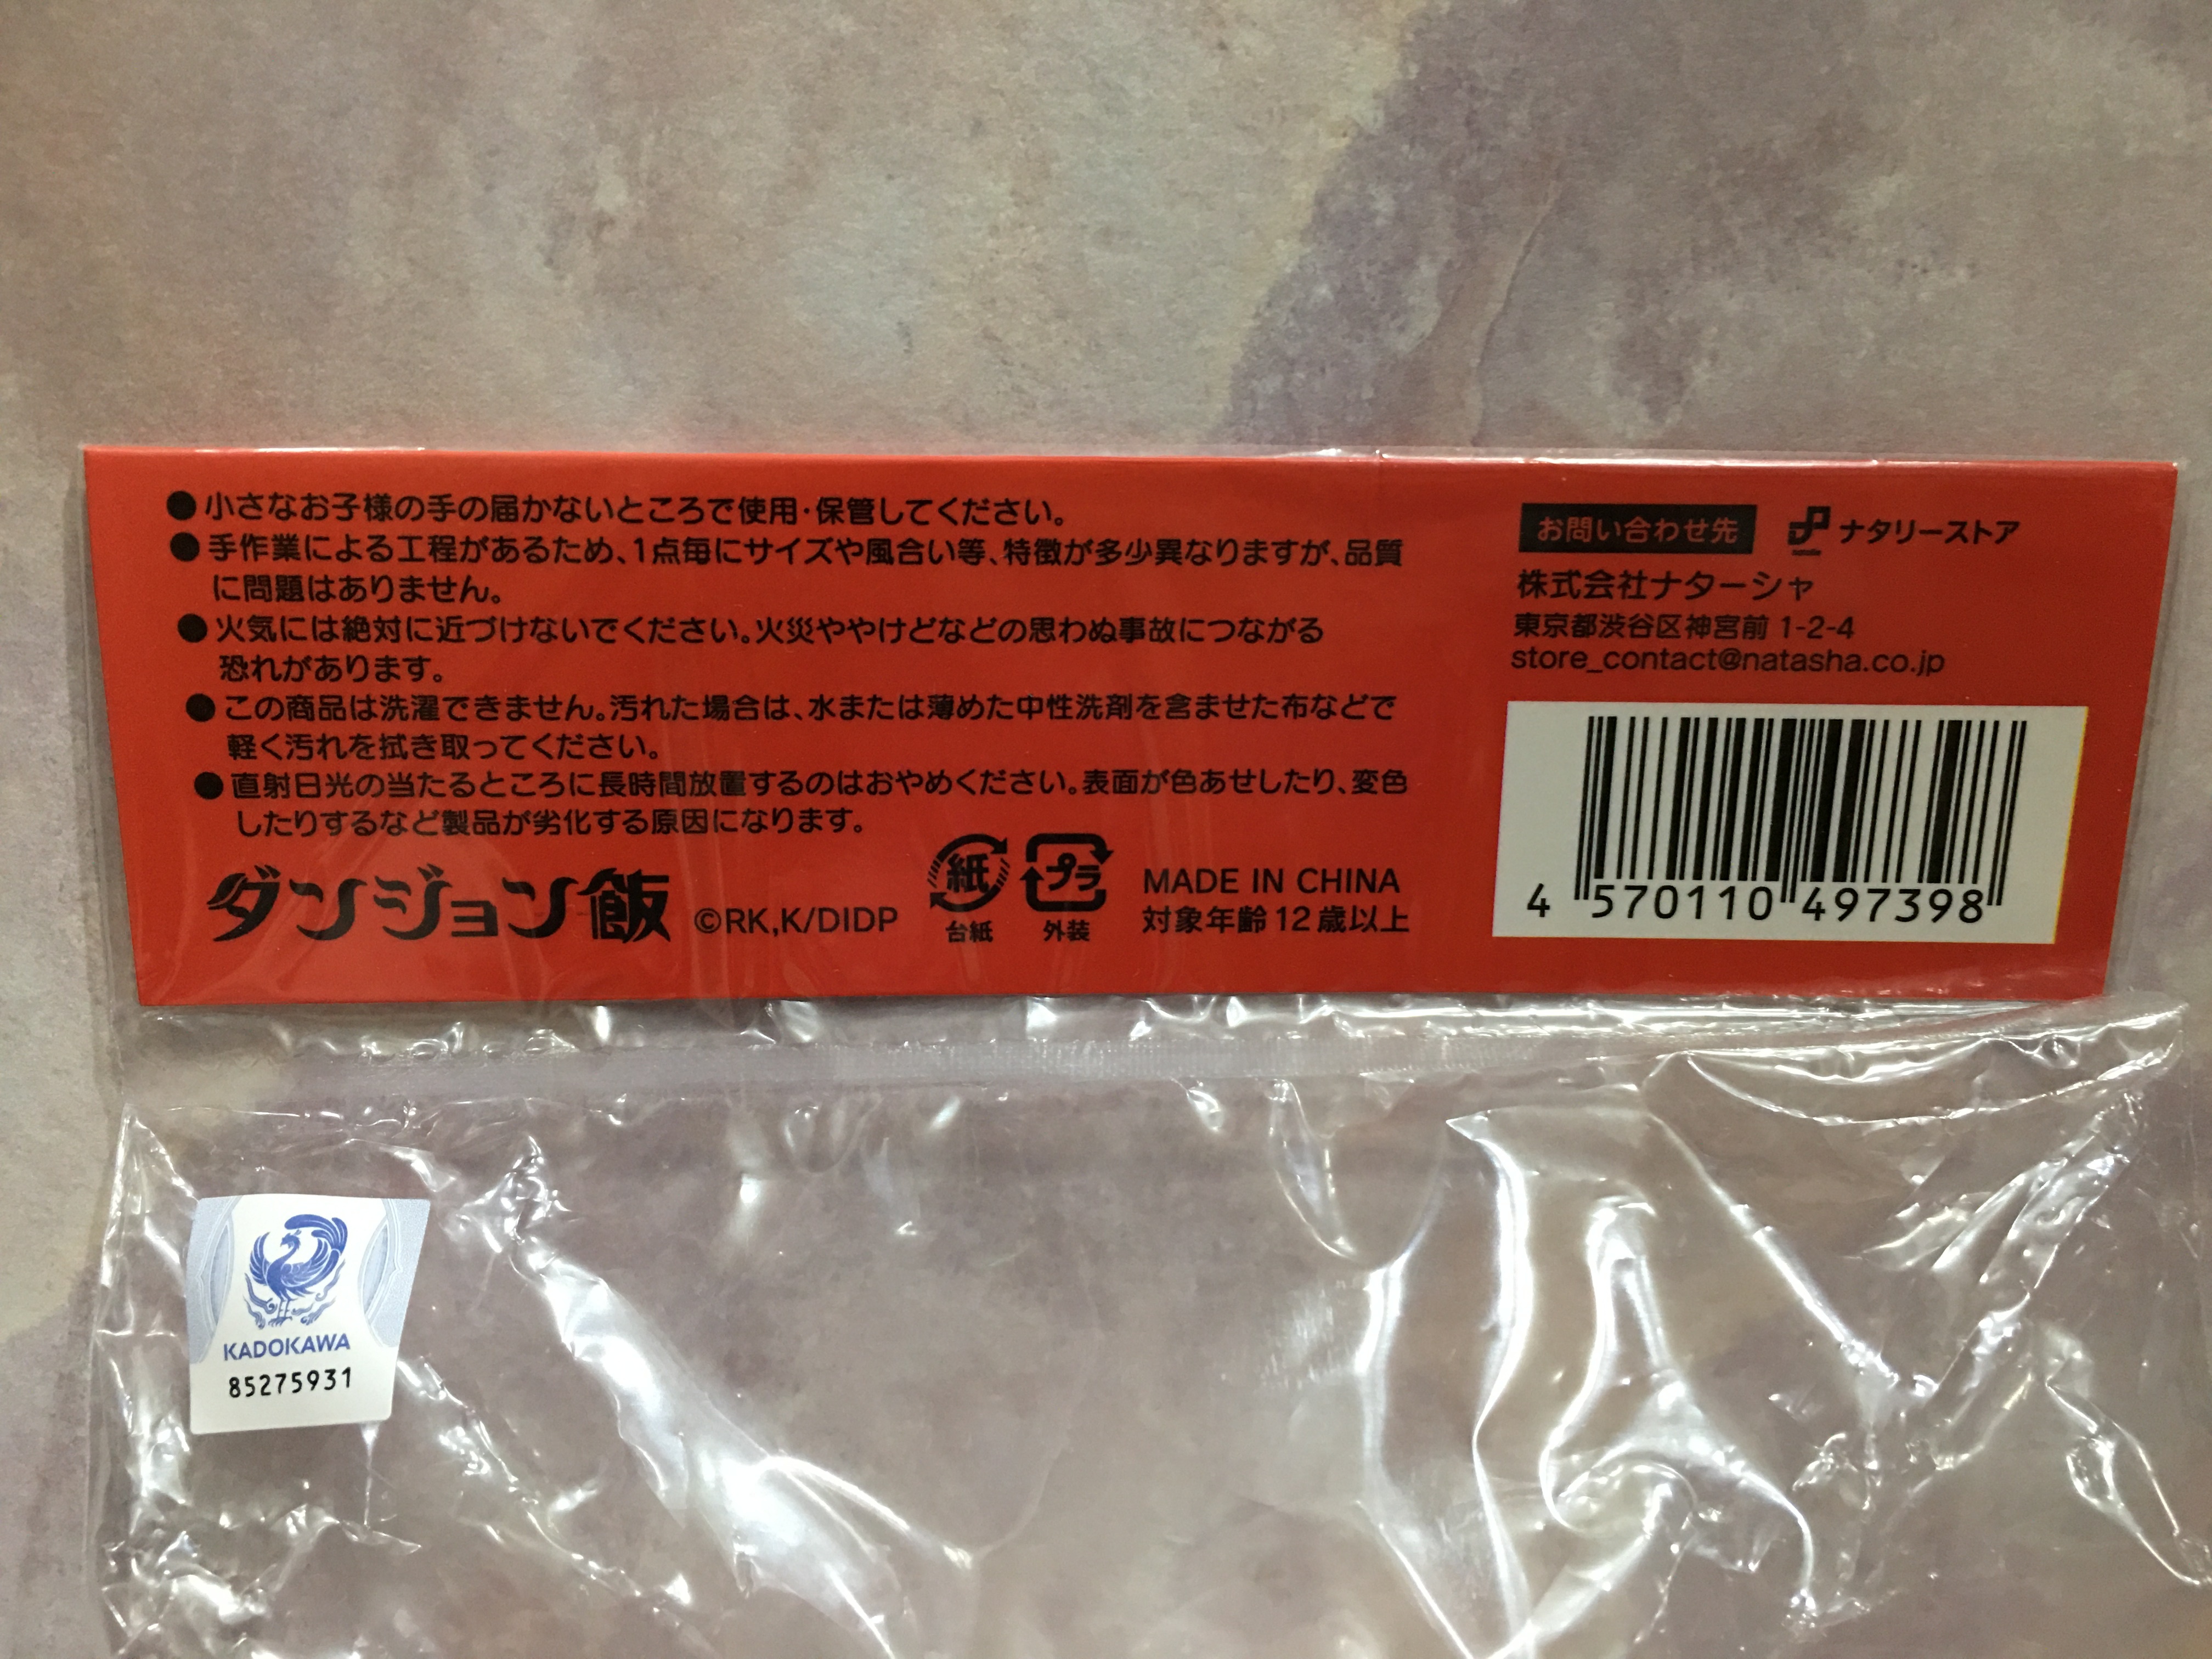 ●小さなお子様の手の届かないところで使用・保管してください。
●手作業による工程があるため、1点毎にサイズや風合い等、特徴が多少異なりますが、品質
に問題はありません。
●火気には絶対に近づけないでください。火災ややけどなどの思わぬ事故につながる
恐れがあります。
●この商品は洗濯できません。汚れた場合は、水または薄めた中性洗剤を含ませた布などで
軽く汚れを拭き取ってください。
●直射日光の当たるところに長時間放置するのはおやめください。表面が色あせしたり、変色
したりするなど製品が劣化する原因になります。
ダンジョン飯 ©RK,K/DIDP
紙 台紙
プラ 外装
MADE IN CHINA
対象年齢12歳以上
お問い合わせ先 ナタリーストア
株式会社ナターシャ
東京都渋谷区神宮前 1-2-4
store_contact@natasha.co.jp
4 570110 497398
KADOKAWA
85275931